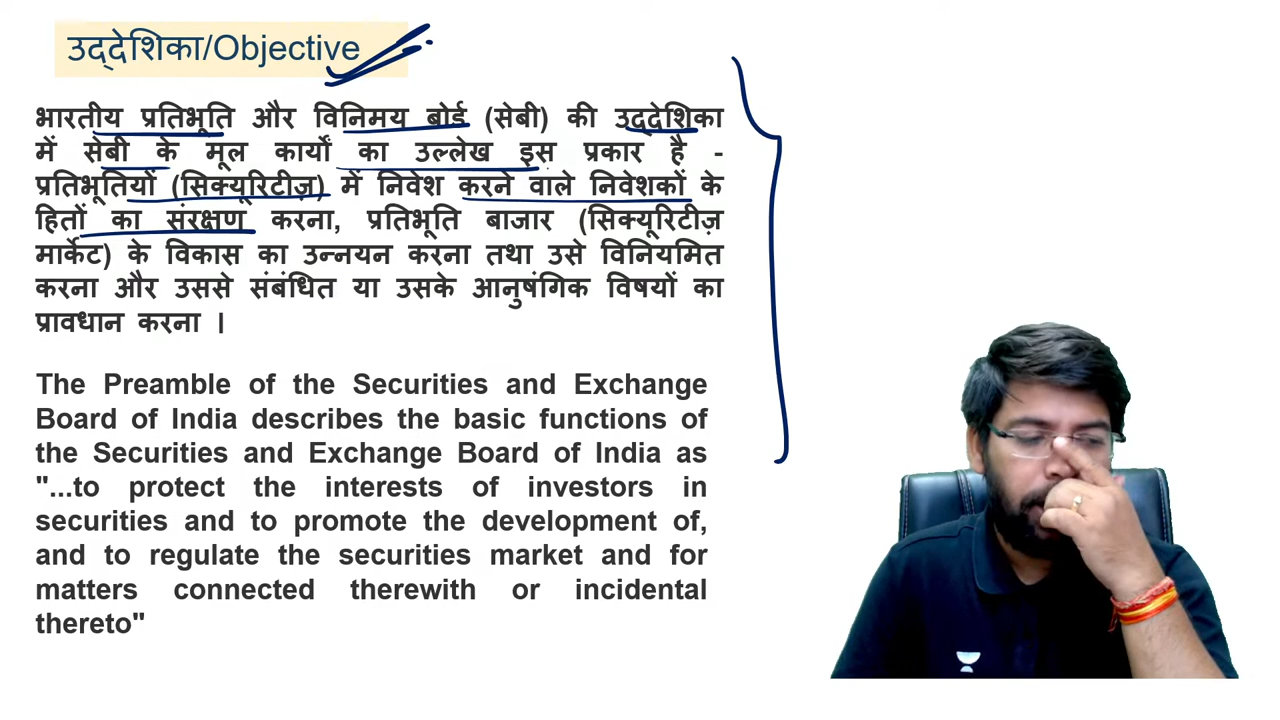 उद्देशिका/Objective
भारतीय प्रतिभूति और विनिमय बोर्ड (सेबी) की उद्देशिका
में सेबी के मूल कार्यों का उल्लेख इस प्रकार है -
प्रतिभूतियों (सिक्यूरिटीज़) में निवेश करने वाले निवेशकों के
हितों का संरक्षण करना, प्रतिभूति बाजार (सिक्यूरिटीज़
मार्केट) के विकास का उन्नयन करना तथा उसे विनियमित
करना और उससे संबंधित या उसके आनुषंगिक विषयों का
प्रावधान करना ।
The Preamble of the Securities and Exchange
Board of India describes the basic functions of
the Securities and Exchange Board of India as
"...to protect the interests of investors in
securities and to promote the development of,
and to regulate the securities market and for
matters connected therewith or incidental
thereto"